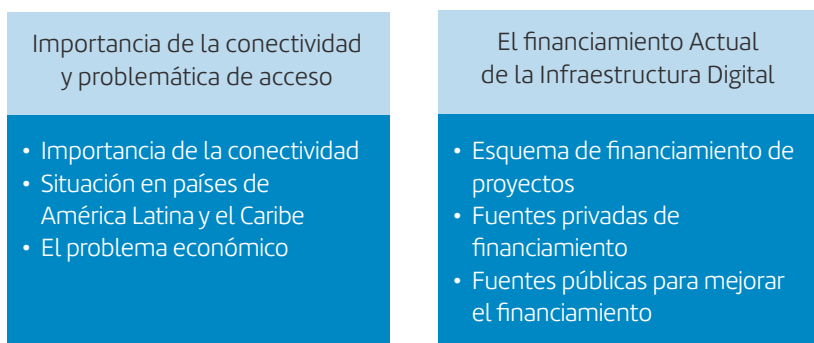 Importancia de la conectividad
y problemática de acceso
• Importancia de la conectividad
• Situación en países de
América Latina y el Caribe
• El problema económico
El financiamiento Actual
de la Infraestructura Digital
• Esquema de financiamiento de
proyectos
• Fuentes privadas de
financiamiento
• Fuentes públicas para mejorar
el financiamiento